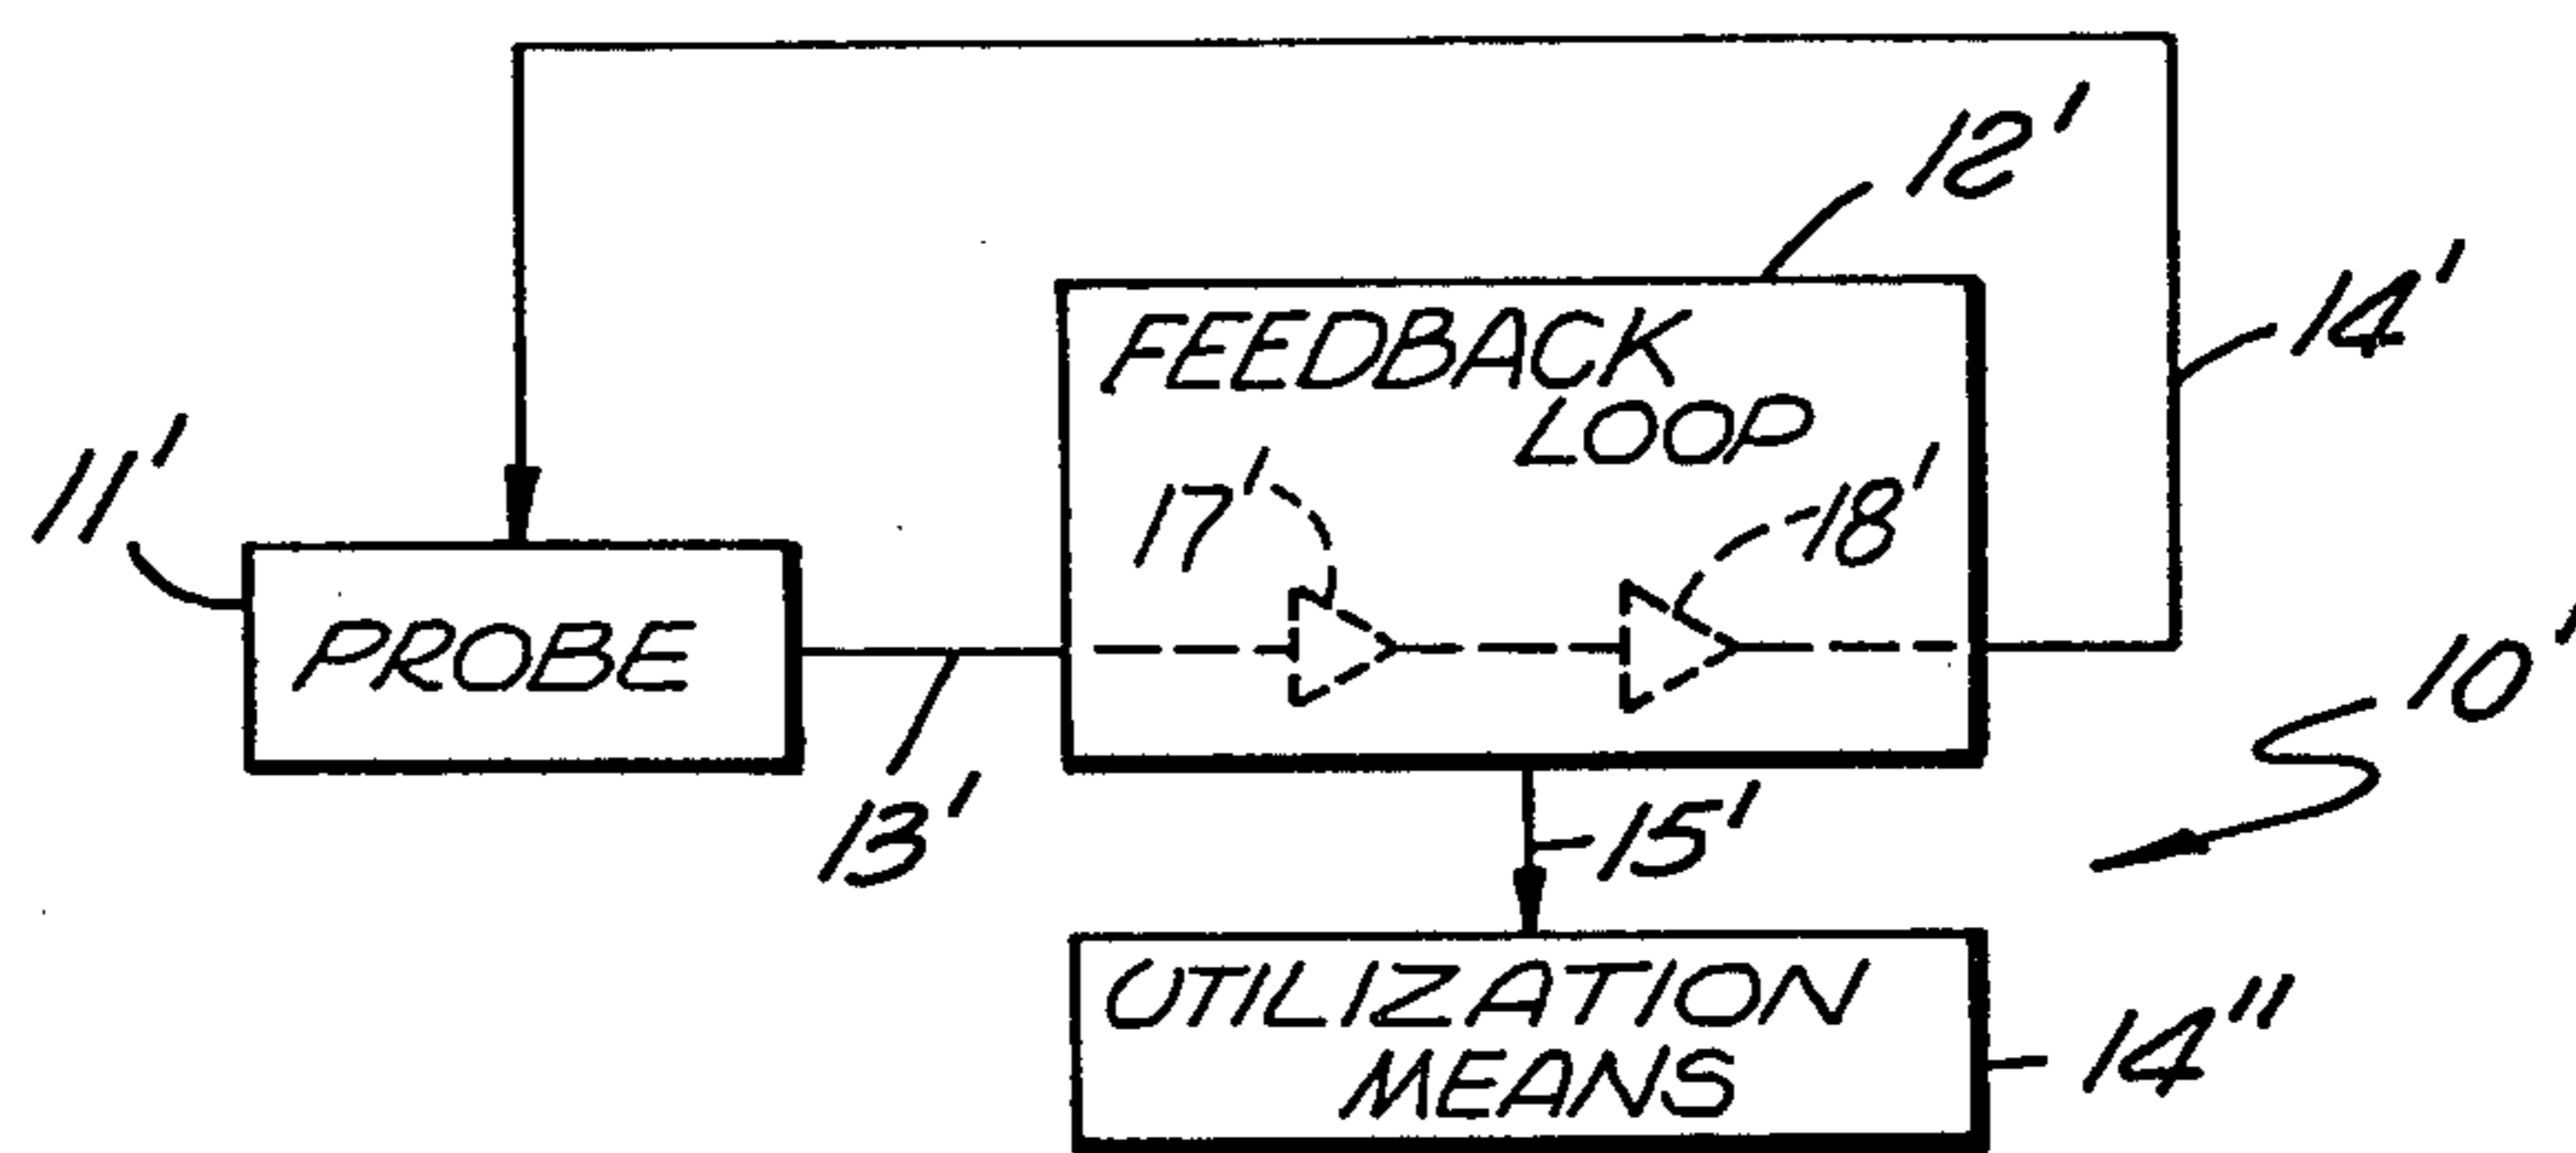 12'
14'
FEEDBACK
LOOP
11'
17'
18'
PROBE
10'
13'
15'
UTILIZATION
MEANS
14"